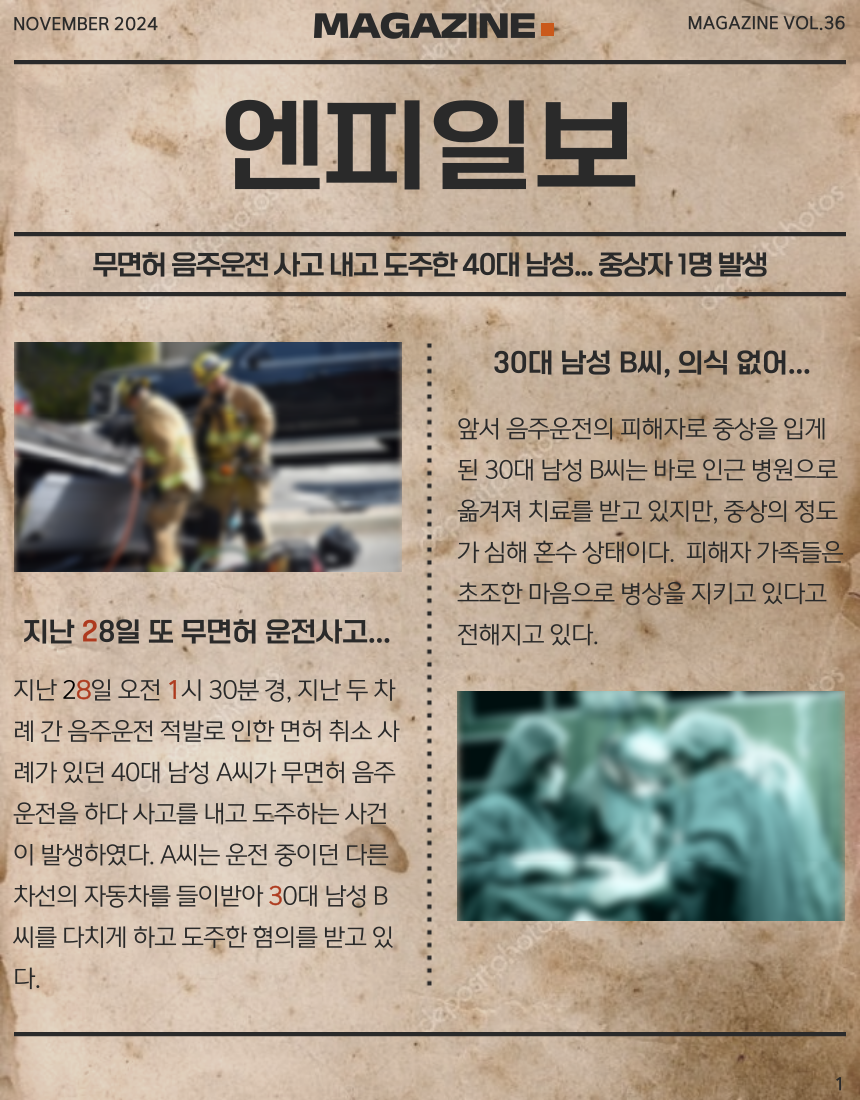 NOVEMBER 2024
MAGAZINE
MAGAZINE VOL.36
엔피일보
무면허 음주운전 사고 내고 도주한 40대 남성... 중상자 1명 발생
지난 28일 또 무면허 운전사고...
지난 28일 오전 1시 30분 경, 지난 두 차
례 간 음주운전 적발로 인한 면허 취소 사
례가 있던 40대 남성 A씨가 무면허 음주
운전을 하다 사고를 내고 도주하는 사건
이 발생하였다. A씨는 운전 중이던 다른
차선의 자동차를 들이받아 30대 남성 B
씨를 다치게 하고 도주한 혐의를 받고 있
다.
30대 남성 B씨, 의식 없어...
앞서 음주운전의 피해자로 중상을 입게
된 30대 남성 B씨는 바로 인근 병원으로
옮겨져 치료를 받고 있지만, 중상의 정도
가 심해 혼수 상태이다. 피해자 가족들은
초조한 마음으로 병상을 지키고 있다고
전해지고 있다.
depositphotos
1